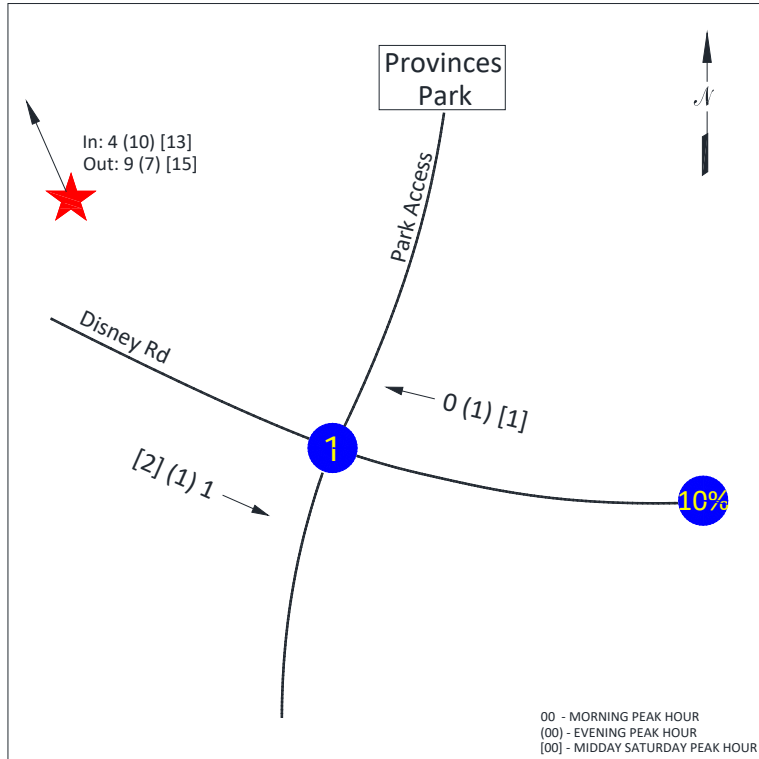 Provinces
Park
N
In: 4 (10) [13]
Out: 9 (7) [15]
Park Access
Disney Rd
0 (1) [1]
1
[2] (1) 1
10%
00 - MORNING PEAK HOUR
(00) - EVENING PEAK HOUR
[00] - MIDDAY SATURDAY PEAK HOUR